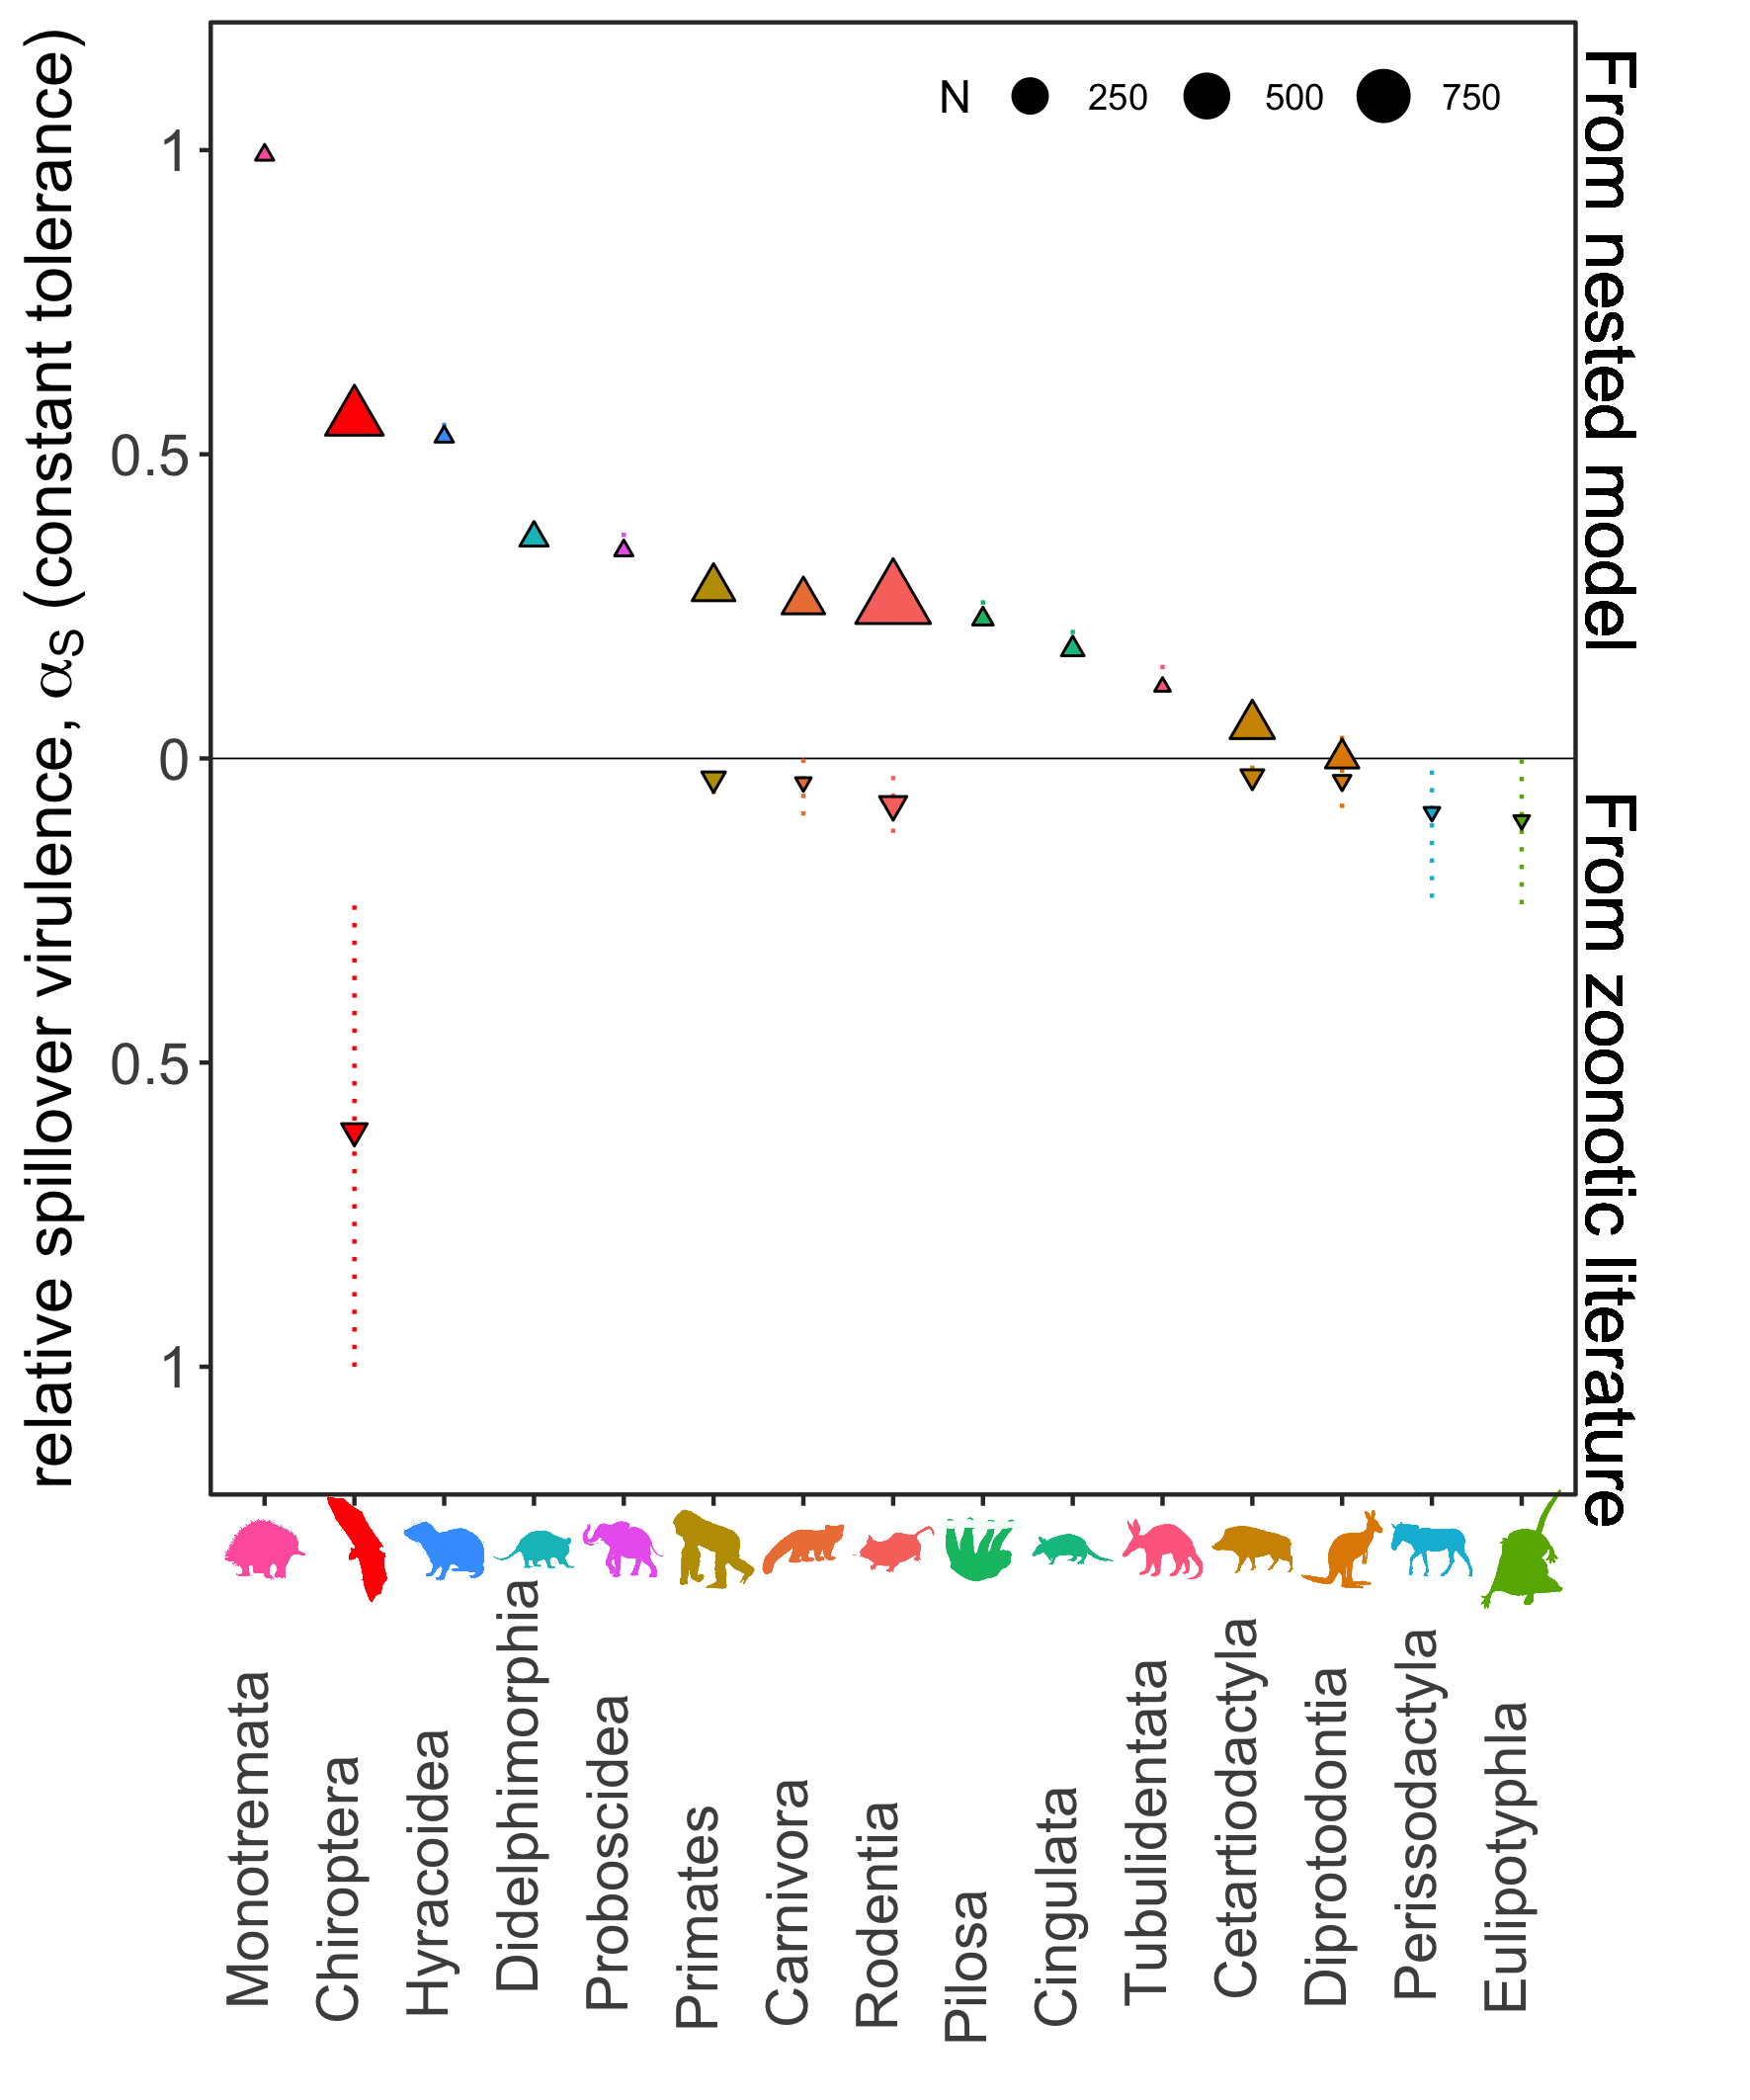 relative spillover virulence, αS (constant tolerance)
1
0.5
0
0.5
1
N 250 500 750
From nested model
From zoonotic literature
Monotremata
Chiroptera
Hyracoidea
Didelphimorphia
Proboscidea
Primates
Carnivora
Rodentia
Pilosa
Cingulata
Tubulidentata
Cetartiodactyla
Diprotodontia
Perissodactyla
Eulipotyphla